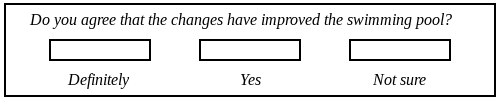 Do you agree that the changes have improved the swimming pool?
Definitely Yes Not sure